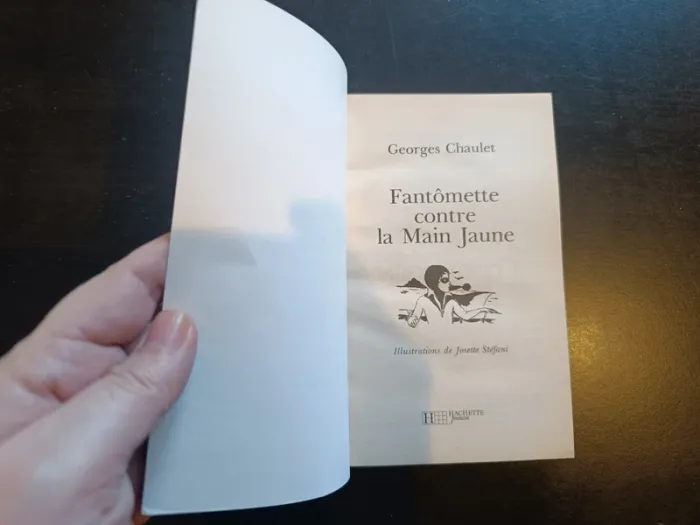 Georges Chaulet
Fantômette
contre
la Main Jaune
Illustrations de Josette Stéfani
H HACHETTE
Jeunesse